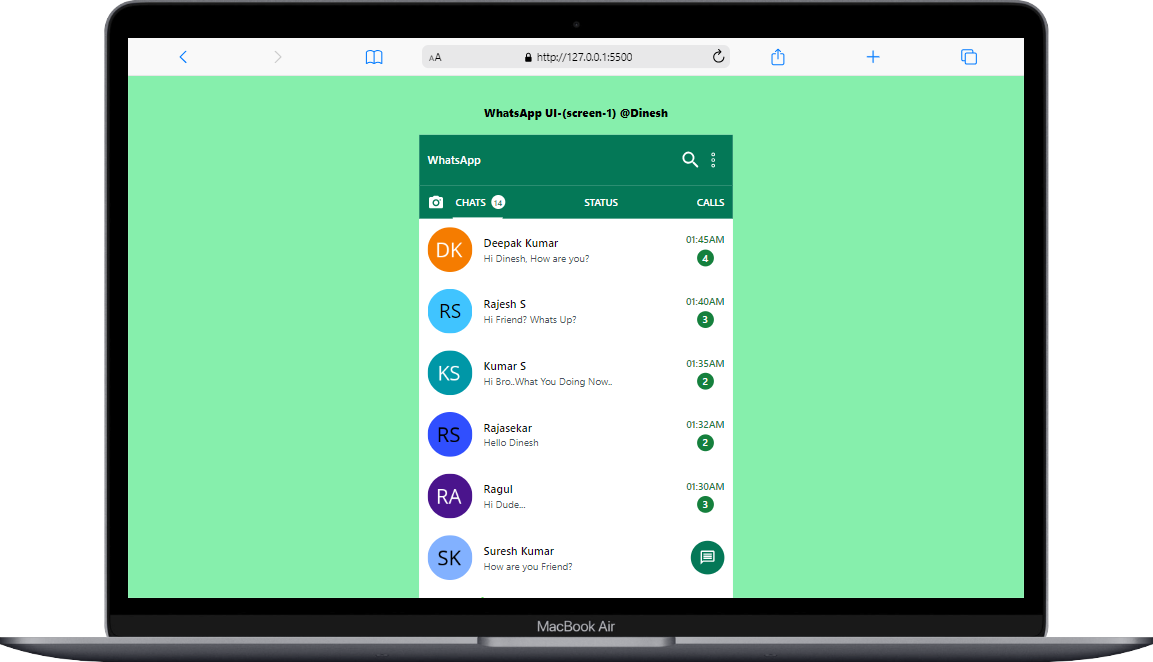 AA http://127.0.0.1:5500
WhatsApp UI-(screen-1) @Dinesh
WhatsApp
CHATS 14 STATUS CALLS
DK Deepak Kumar 01:45AM
Hi Dinesh, How are you? 4
RS Rajesh S 01:40AM
Hi Friend? Whats Up? 3
KS Kumar S 01:35AM
Hi Bro..What You Doing Now.. 2
RS Rajasekar 01:32AM
Hello Dinesh 2
RA Ragul 01:30AM
Hi Dude... 3
SK Suresh Kumar
How are you Friend?
MacBook Air